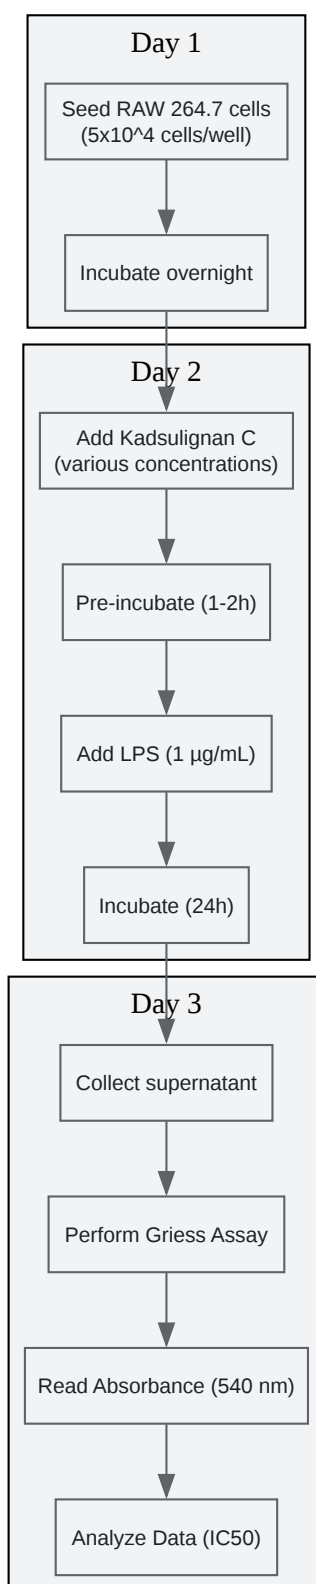 Day 1
Seed RAW 264.7 cells
(5x10^4 cells/well)
Incubate overnight
Day 2
Add Kadsulignan C
(various concentrations)
Pre-incubate (1-2h)
Add LPS (1 µg/mL)
Incubate (24h)
Day 3
Collect supernatant
Perform Griess Assay
Read Absorbance (540 nm)
Analyze Data (IC50)